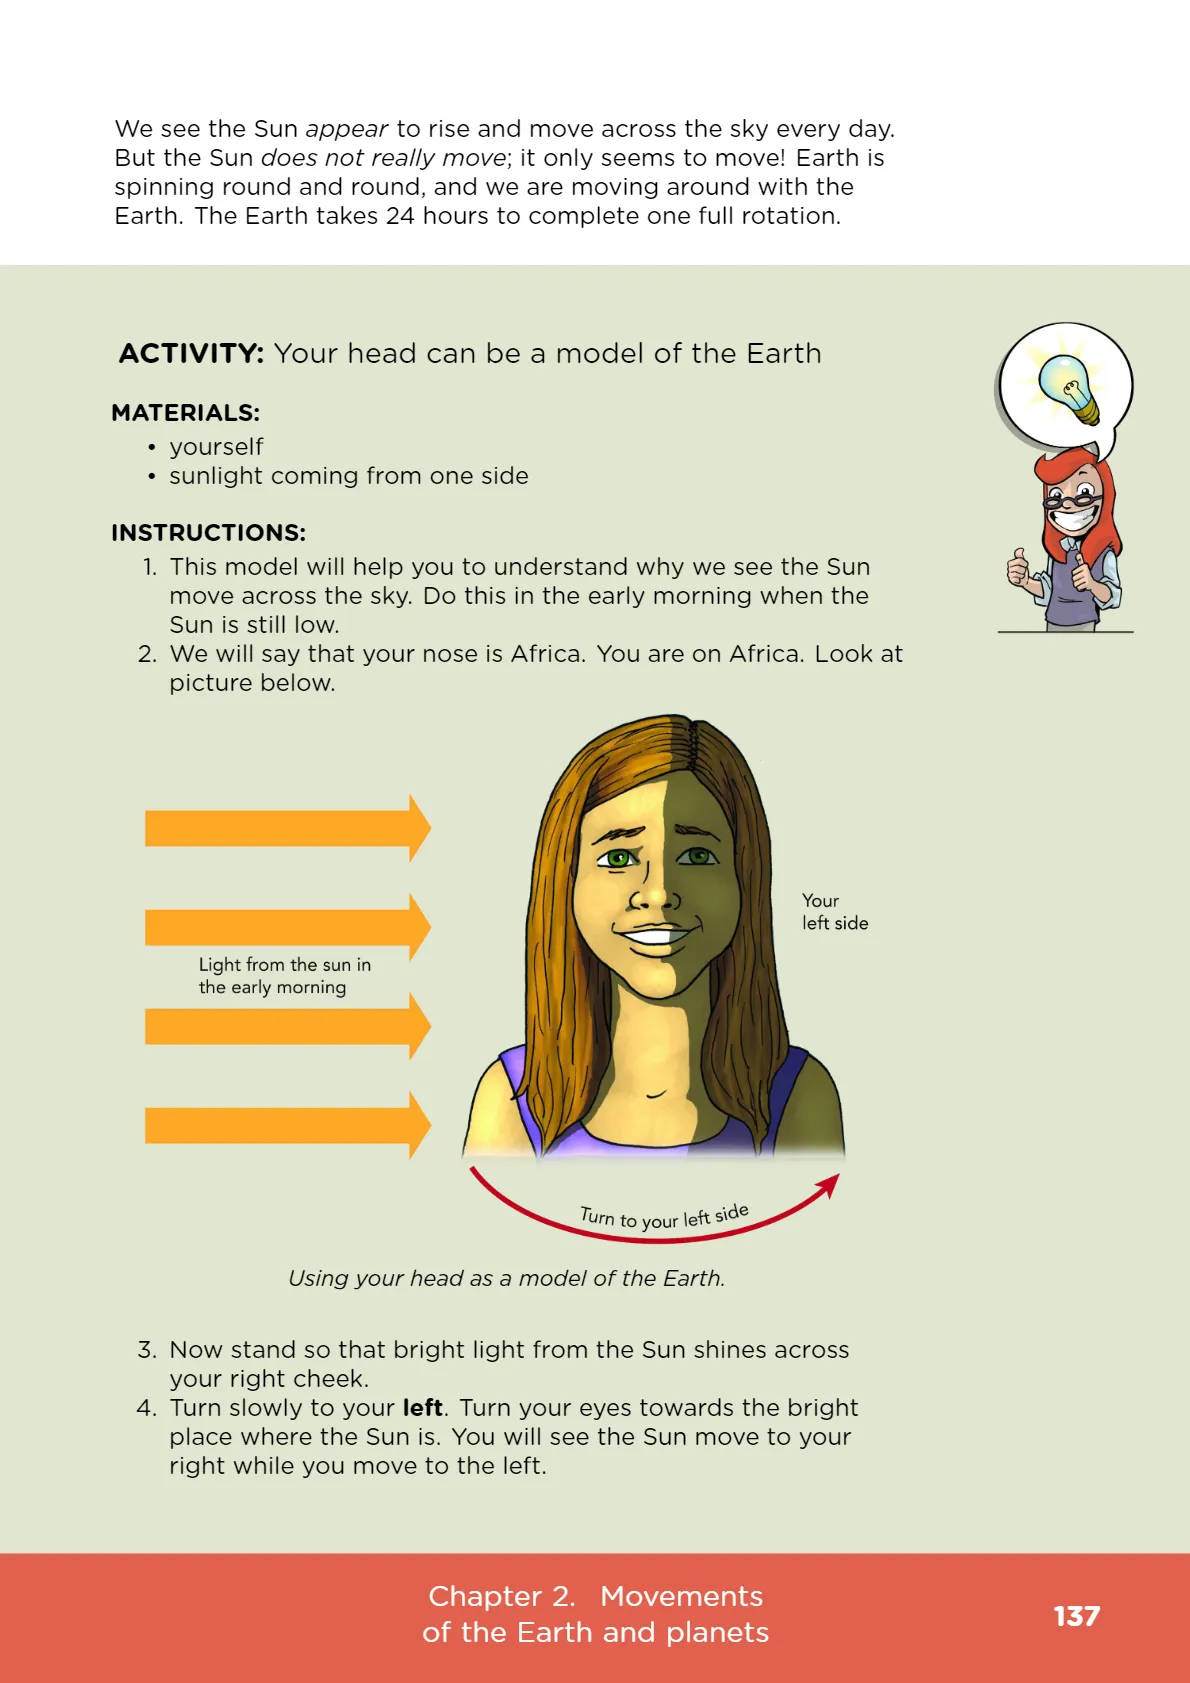 We see the Sun appear to rise and move across the sky every day.
But the Sun does not really move; it only seems to move! Earth is
spinning round and round, and we are moving around with the
Earth. The Earth takes 24 hours to complete one full rotation.
ACTIVITY: Your head can be a model of the Earth
MATERIALS:
• yourself
• sunlight coming from one side
INSTRUCTIONS:
1. This model will help you to understand why we see the Sun
move across the sky. Do this in the early morning when the
Sun is still low.
2. We will say that your nose is Africa. You are on Africa. Look at
picture below.
Your
left side
Light from the sun in
the early morning
Turn to your left side
Using your head as a model of the Earth.
3. Now stand so that bright light from the Sun shines across
your right cheek.
4. Turn slowly to your left. Turn your eyes towards the bright
place where the Sun is. You will see the Sun move to your
right while you move to the left.
Chapter 2. Movements
of the Earth and planets
137